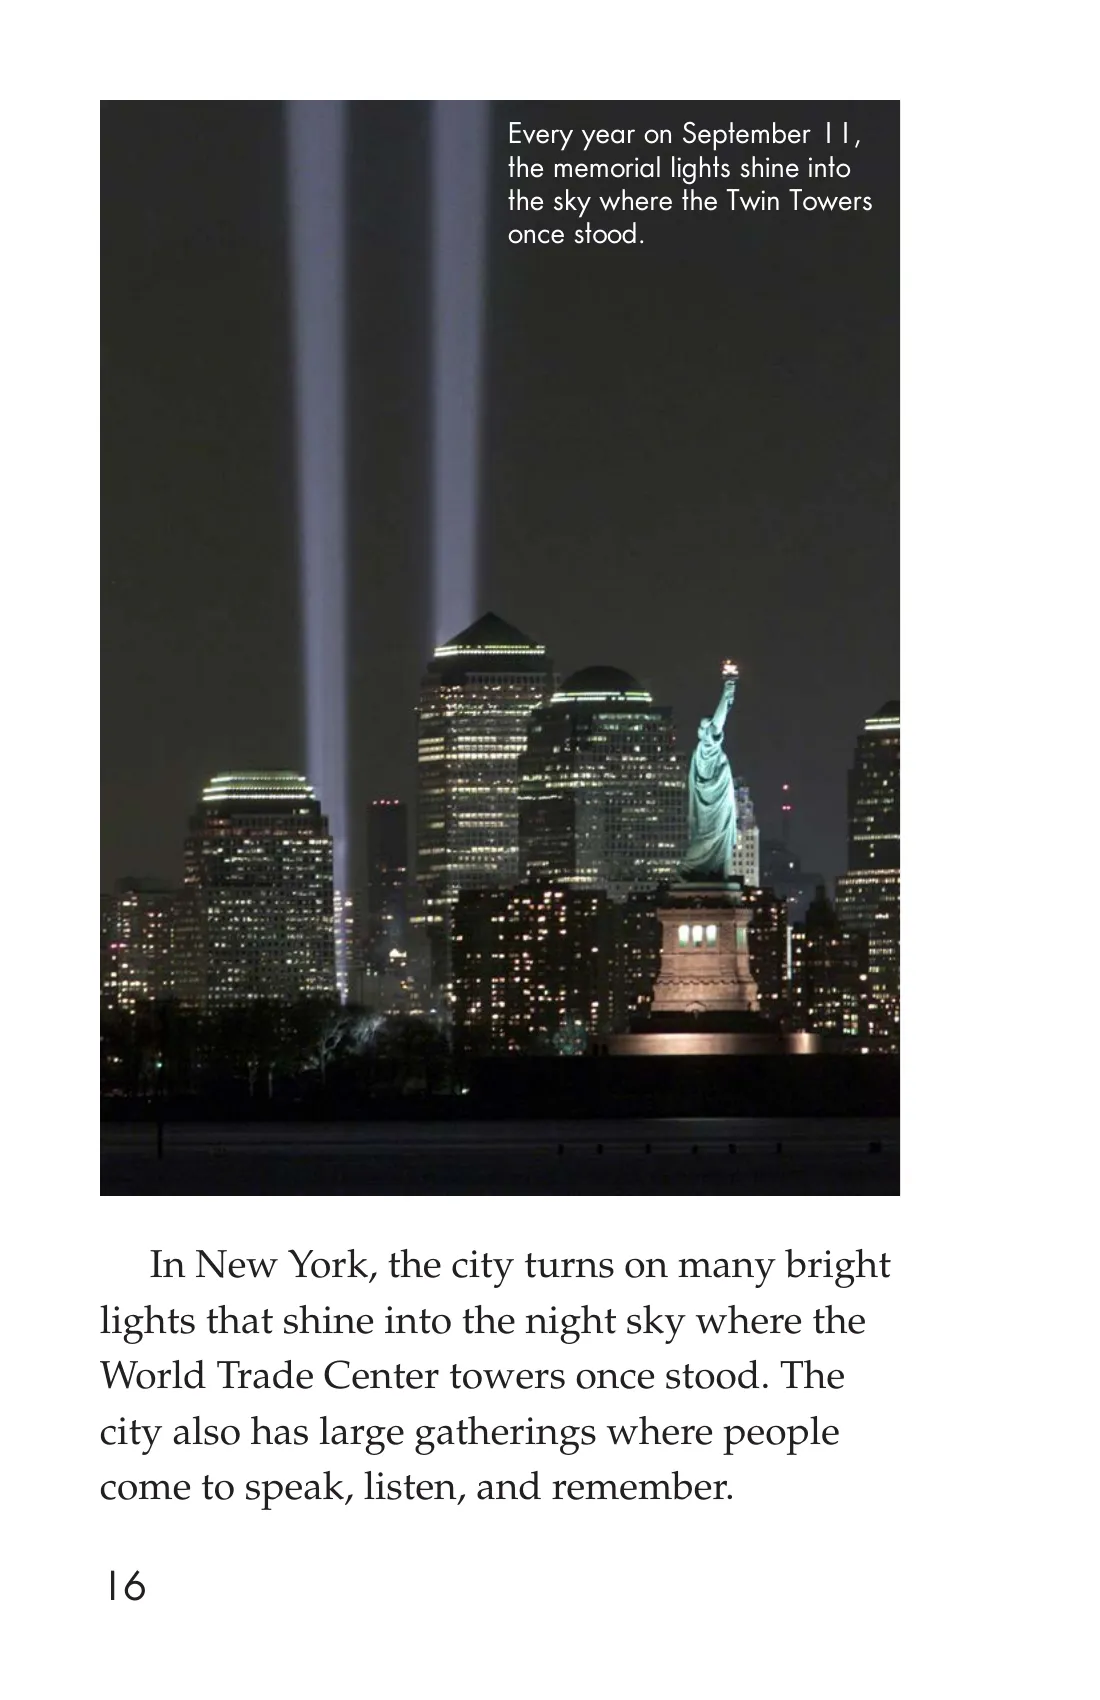 Every year on September 11,
the memorial lights shine into
the sky where the Twin Towers
once stood.
In New York, the city turns on many bright
lights that shine into the night sky where the
World Trade Center towers once stood. The
city also has large gatherings where people
come to speak, listen, and remember.
16